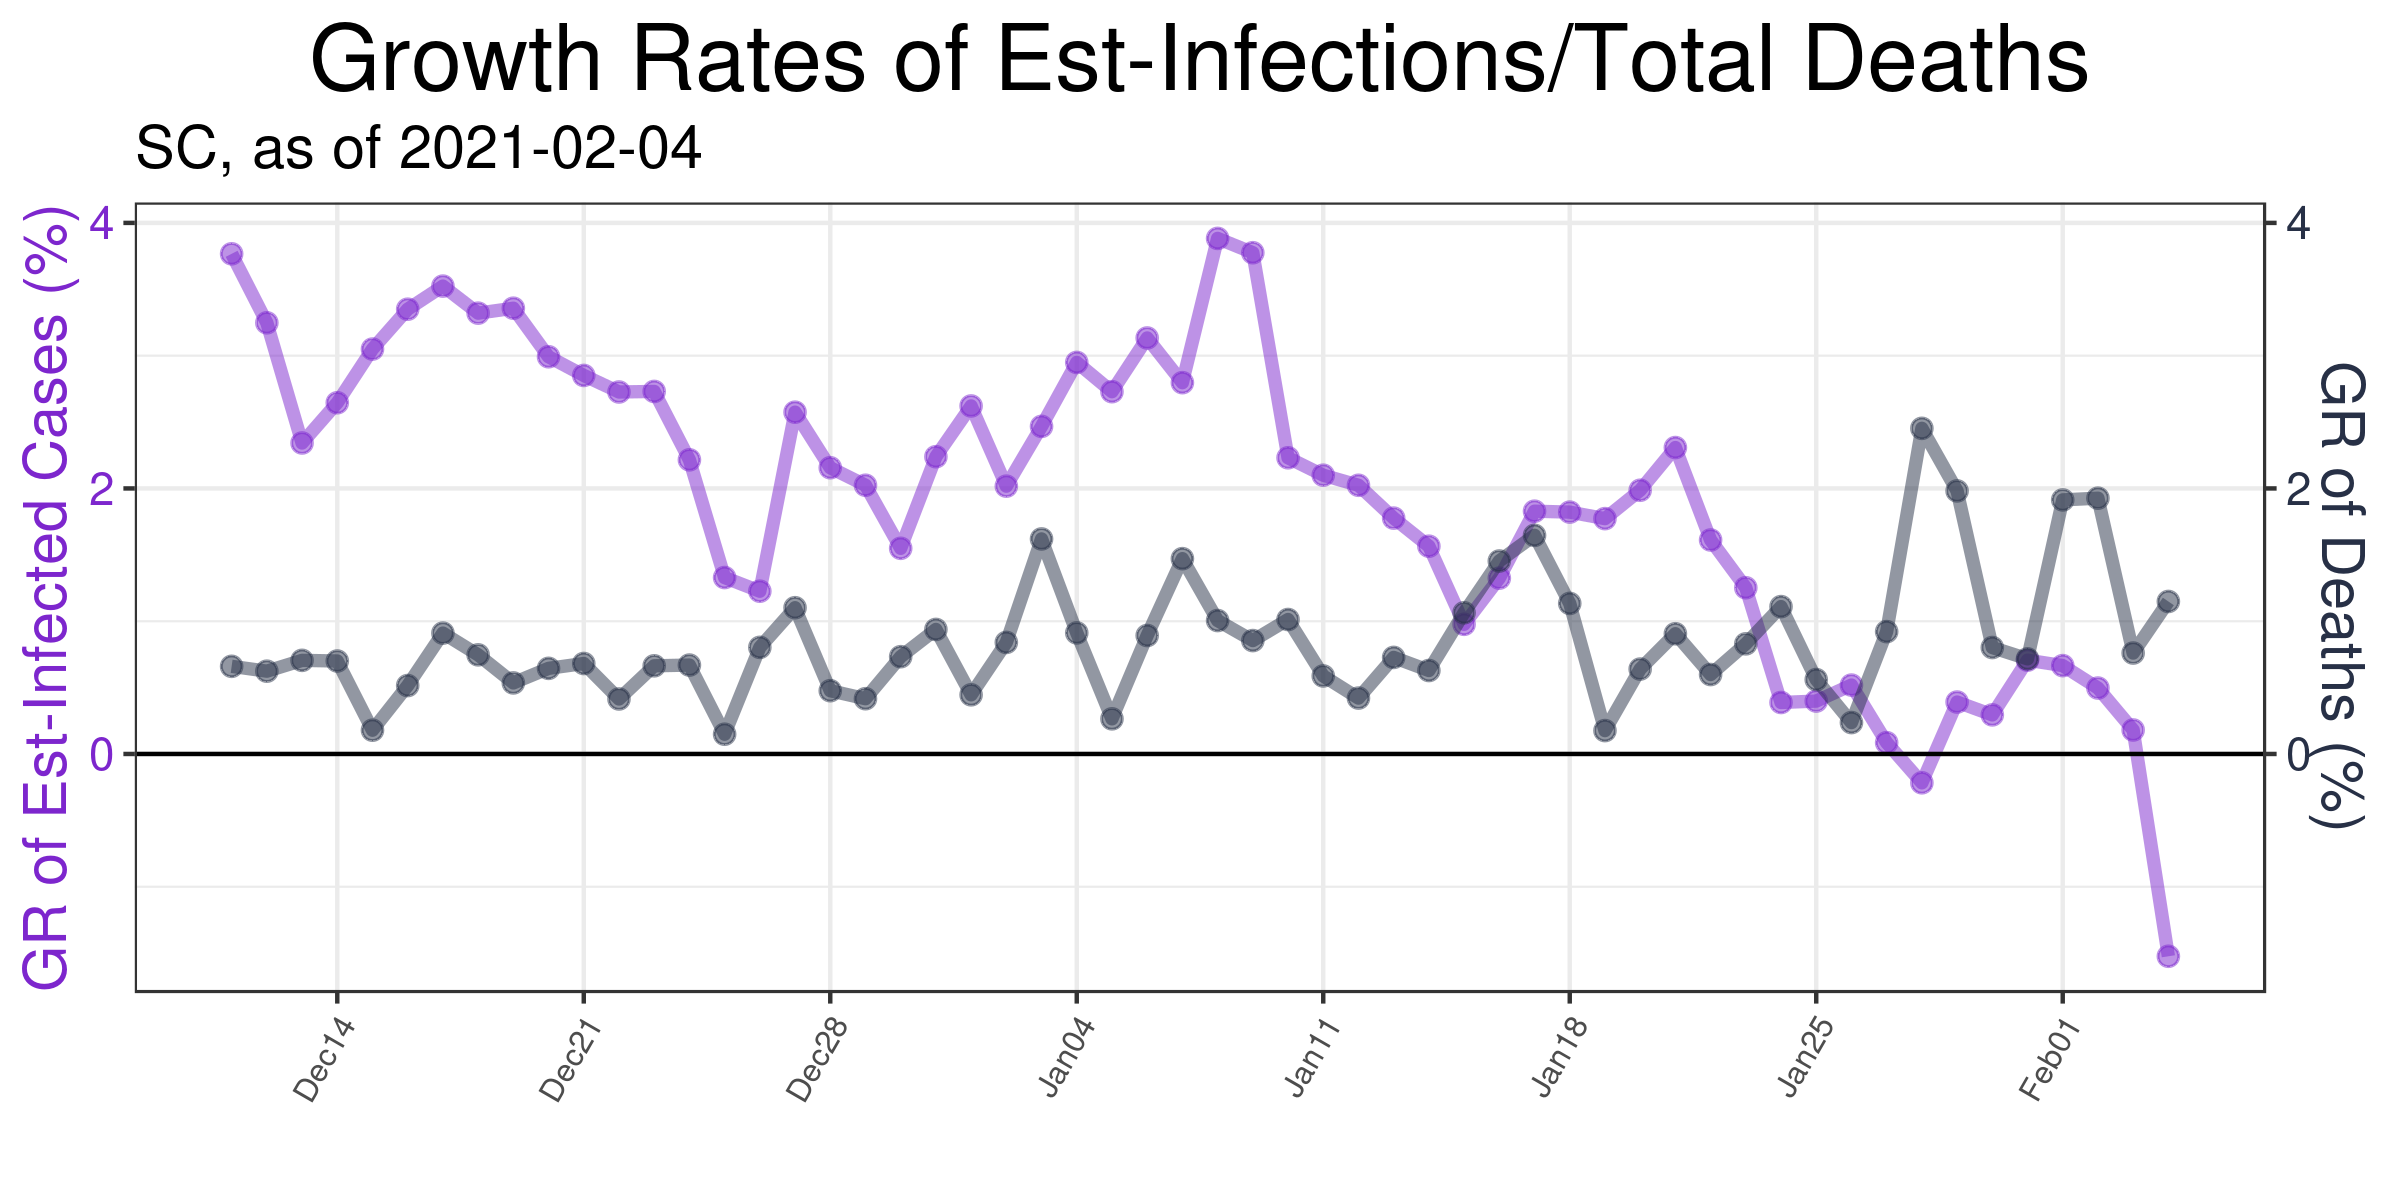 Growth Rates of Est-Infections/Total Deaths
SC, as of 2021-02-04
GR of Est-Infected Cases (%)
4
2
0
4
2
0
GR of Deaths (%)
Dec14
Dec21
Dec28
Jan04
Jan11
Jan18
Jan25
Feb01